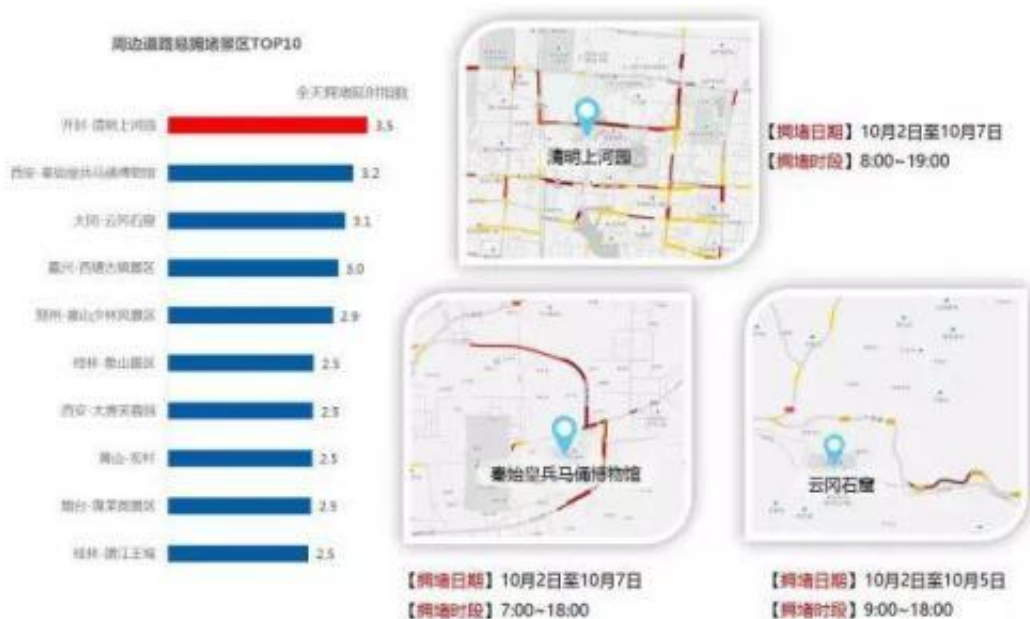 周边道路易拥堵景区TOP10
全天拥堵延时指数
开封-清明上河园 3.5
西安-秦始皇兵马俑博物馆 3.2
大同-云冈石窟 3.1
嘉兴-西塘古镇景区 3.0
郑州-嵩山少林风景区 2.9
桂林-象山景区 2.5
西安-大唐芙蓉园 2.5
黄山-宏村 2.5
烟台-蓬莱阁景区 2.5
桂林-靖江王城 2.5
清明上河园
【拥堵日期】10月2日至10月7日
【拥堵时段】8:00~19:00
秦始皇兵马俑博物馆
【拥堵日期】10月2日至10月7日
【拥堵时段】7:00~18:00
云冈石窟
【拥堵日期】10月2日至10月5日
【拥堵时段】9:00~18:00